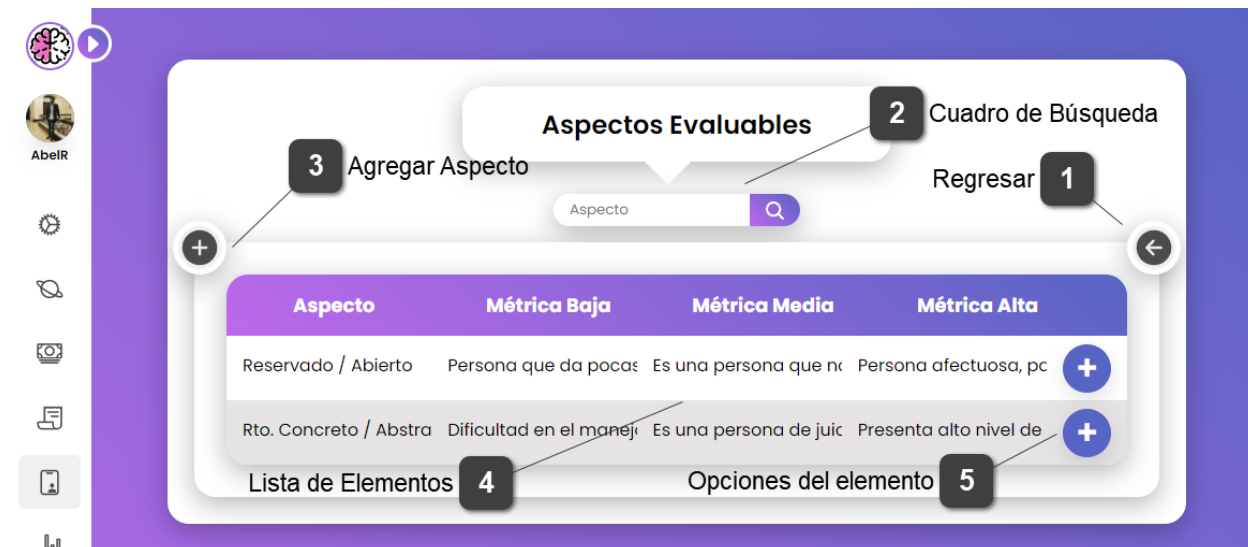 AbelR
Aspectos Evaluables
2 Cuadro de Búsqueda
3 Agregar Aspecto
Regresar 1
Aspecto
Aspecto Métrica Baja Métrica Media Métrica Alta
Reservado / Abierto Persona que da pocas Es una persona que no Persona afectuosa, pc
Rto. Concreto / Abstra Dificultad en el manejo Es una persona de juic Presenta alto nivel de
Lista de Elementos 4
Opciones del elemento 5